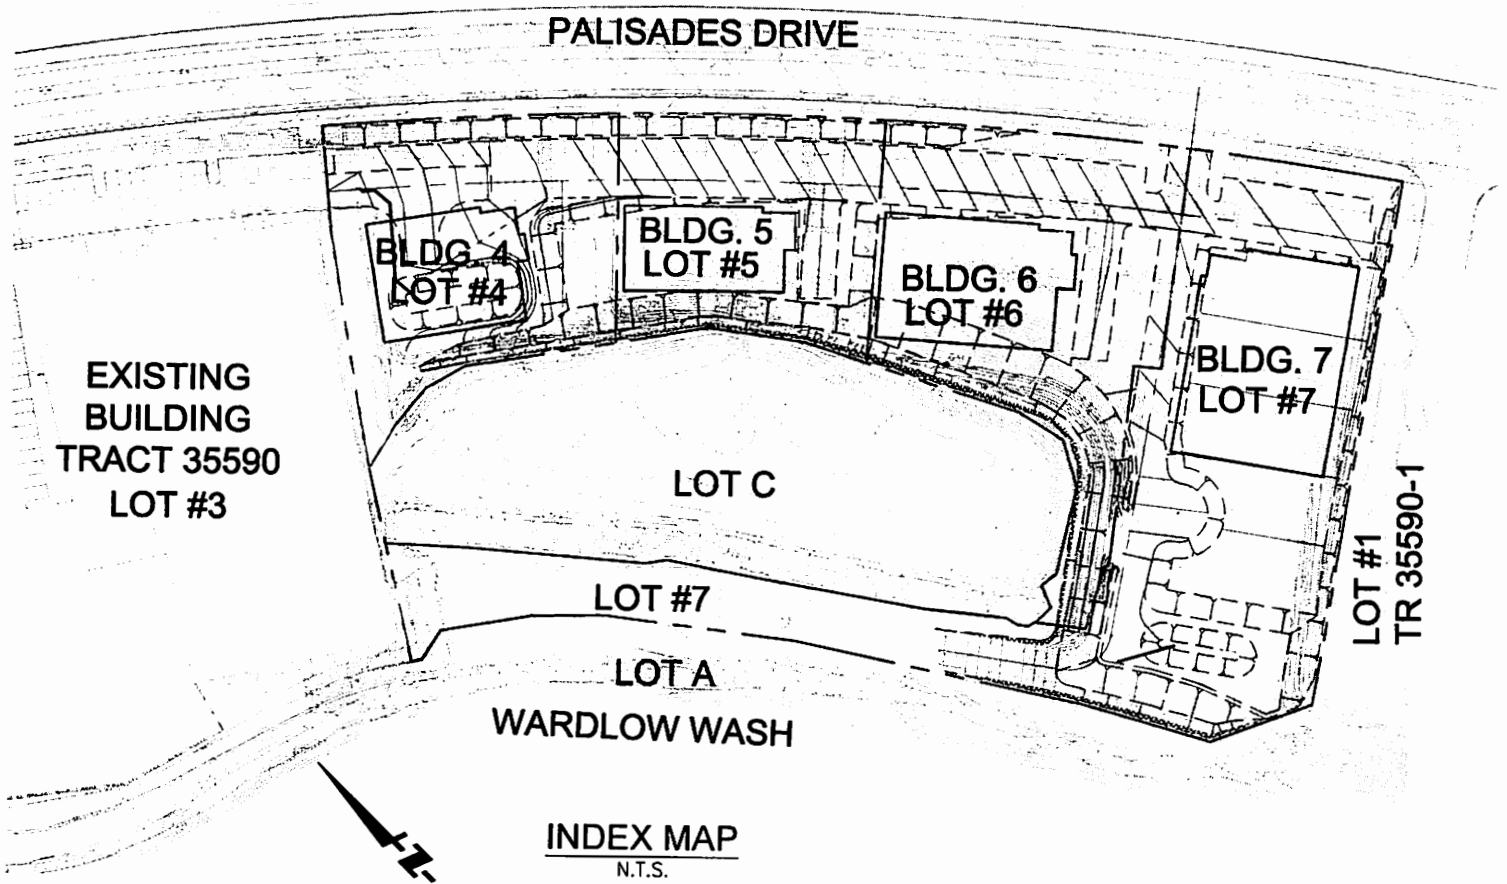 PALISADES DRIVE
BLDG. 4
LOT #4
BLDG. 5
LOT #5
BLDG. 6
LOT #6
BLDG. 7
LOT #7
EXISTING
BUILDING
TRACT 35590
LOT #3
LOT C
LOT #1
TR 35590-1
LOT #7
LOT A
WARDLOW WASH
N
INDEX MAP
N.T.S.